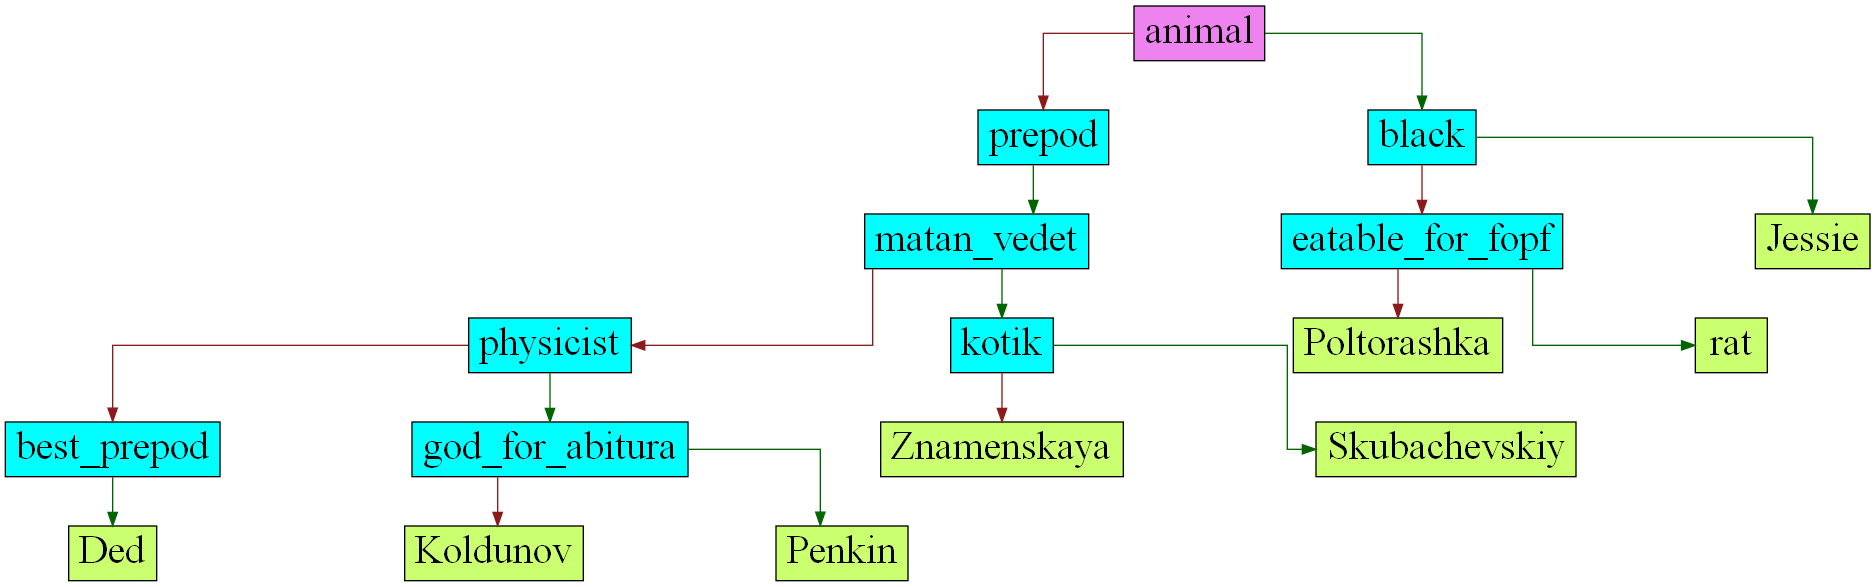 animal
prepod
black
matan_vedet
eatable_for_fopf
Jessie
physicist
kotik
Poltorashka
rat
best_prepod
god_for_abitura
Znamenskaya
Skubachevskiy
Ded
Koldunov
Penkin